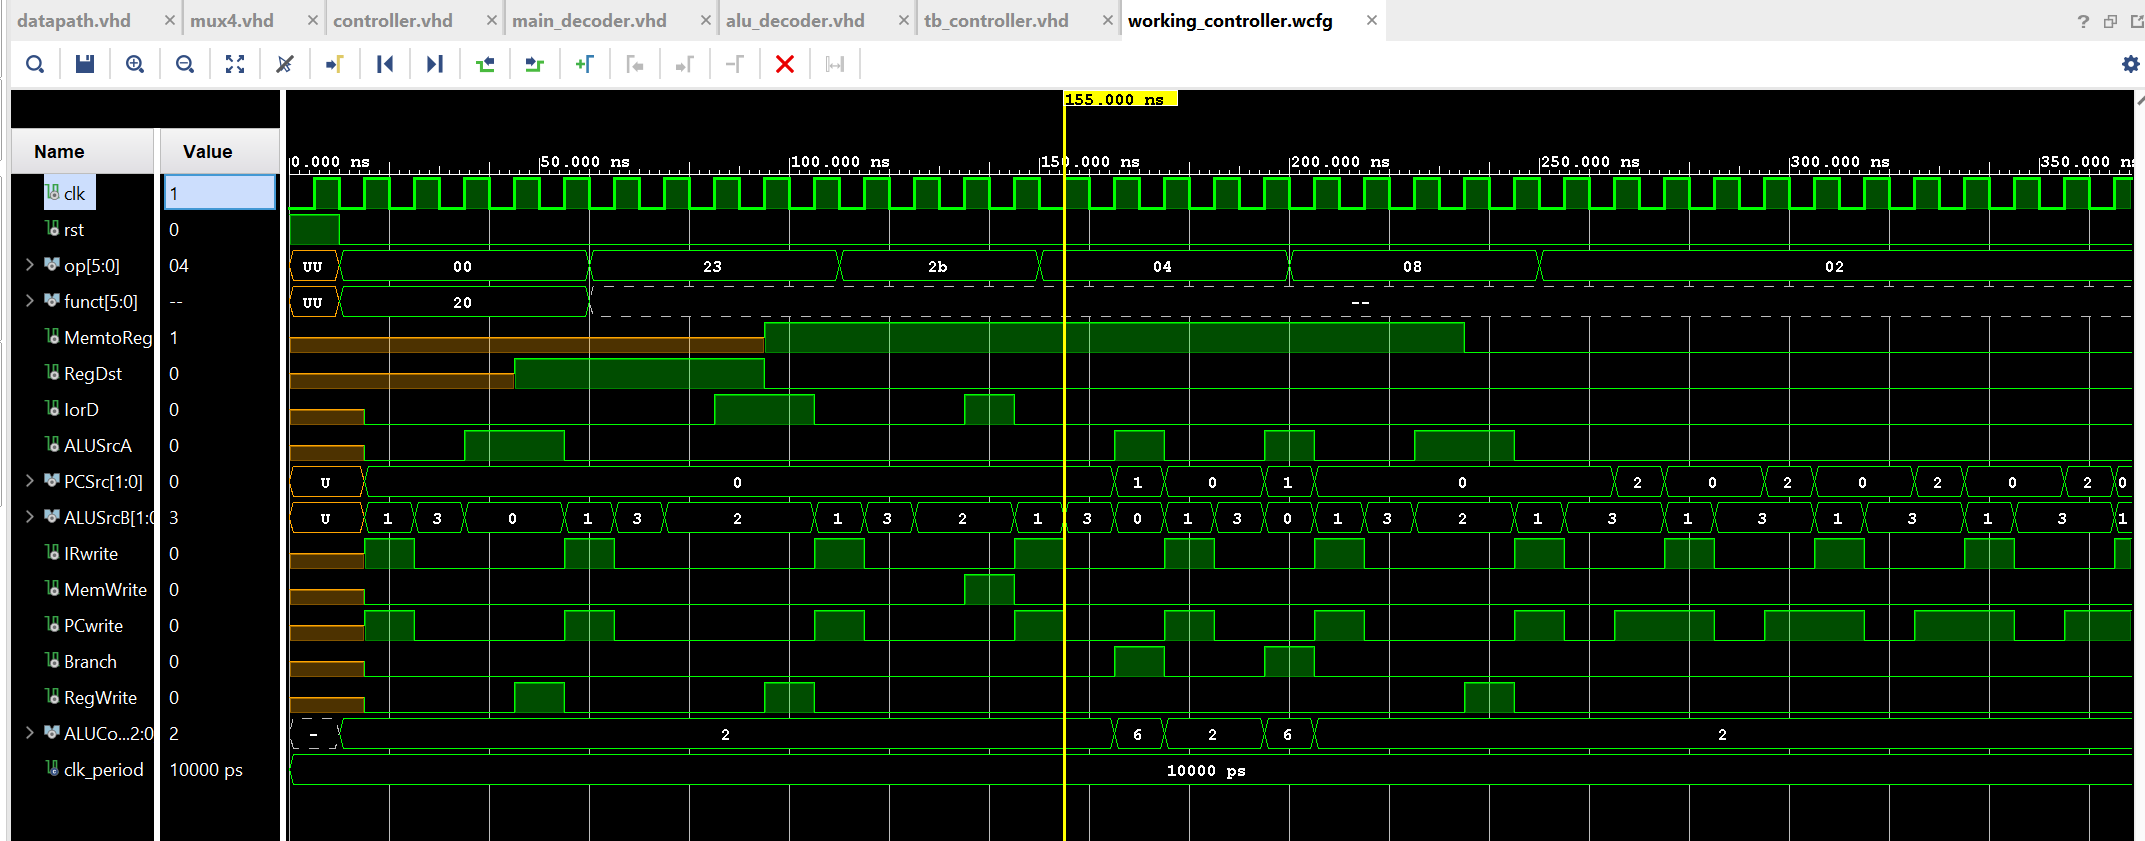 datapath.vhd × mux4.vhd × controller.vhd × main_decoder.vhd × alu_decoder.vhd × tb_controller.vhd × working_controller.wcfg × ?
155.000 ns
Name Value 0.000 ns 50.000 ns 100.000 ns 150.000 ns 200.000 ns 250.000 ns 300.000 ns 350.000 ns
clk 1
rst 0
op[5:0] 04 UU 00 23 2b 04 08 02
funct[5:0] -- UU 20 --
MemtoReg 1
RegDst 0
IorD 0
ALUSrcA 0
PCSrc[1:0] 0 U 0 1 0 1 0 2 0 2 0 2 0 2 0
ALUSrcB[1:0 3 U 1 3 0 1 3 2 1 3 2 1 3 0 1 3 0 1 3 2 1 3 1 3 1 3 1 3 1
IRwrite 0
MemWrite 0
PCwrite 0
Branch 0
RegWrite 0
ALUCo...2:0 2 - 2 6 2 6 2
clk_period 10000 ps 10000 ps